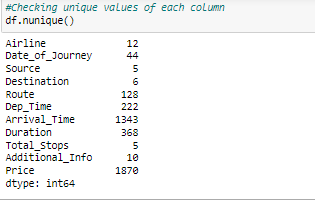 #Checking unique values of each column
df.nunique()
Airline 12
Date_of_Journey 44
Source 5
Destination 6
Route 128
Dep_Time 222
Arrival_Time 1343
Duration 368
Total_Stops 5
Additional_Info 10
Price 1870
dtype: int64